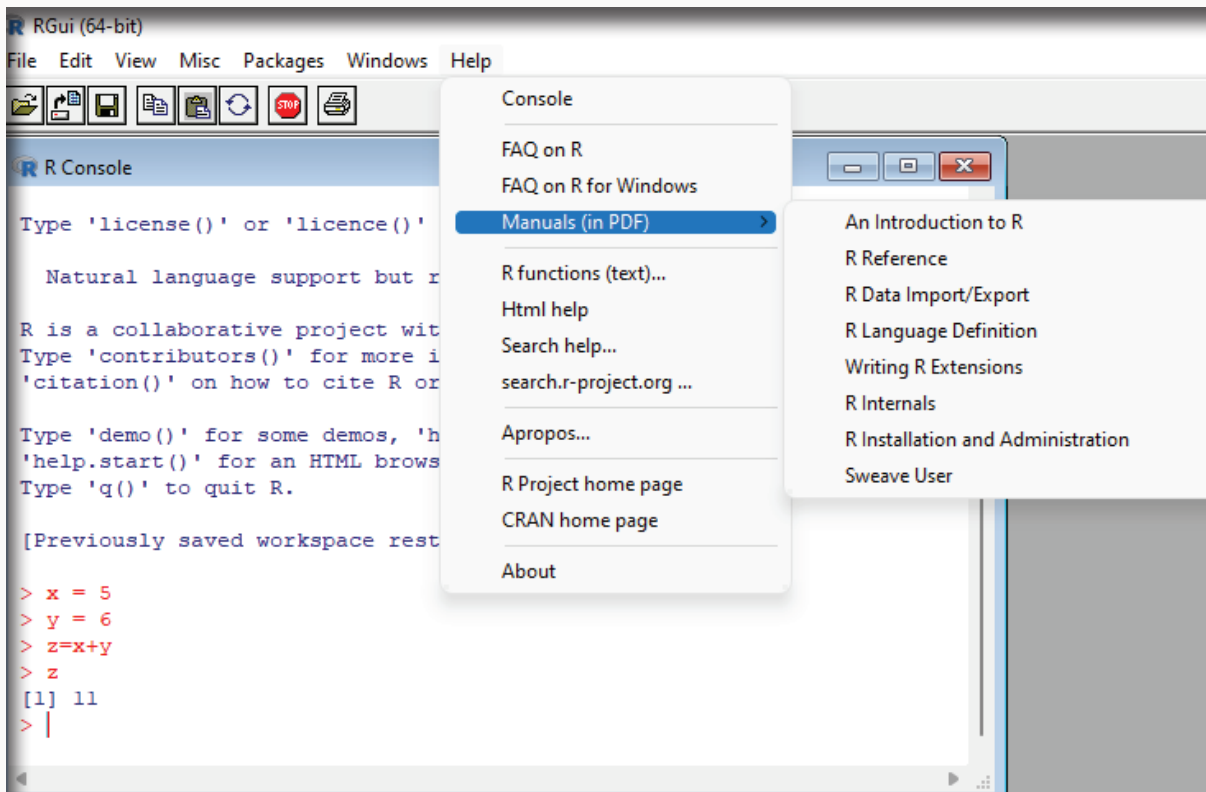 RGui (64-bit)
File Edit View Misc Packages Windows Help
STOP
R Console
Type 'license()' or 'licence()'
Natural language support but r
R is a collaborative project wit
Type 'contributors()' for more i
'citation()' on how to cite R or
Type 'demo()' for some demos, 'h
'help.start()' for an HTML brows
Type 'q()' to quit R.
[Previously saved workspace rest
> x = 5
> y = 6
> z=x+y
> z
[1] 11
>
Console
FAQ on R
FAQ on R for Windows
Manuals (in PDF)
R functions (text)...
Html help
Search help...
search.r-project.org ...
Apropos...
R Project home page
CRAN home page
About
An Introduction to R
R Reference
R Data Import/Export
R Language Definition
Writing R Extensions
R Internals
R Installation and Administration
Sweave User